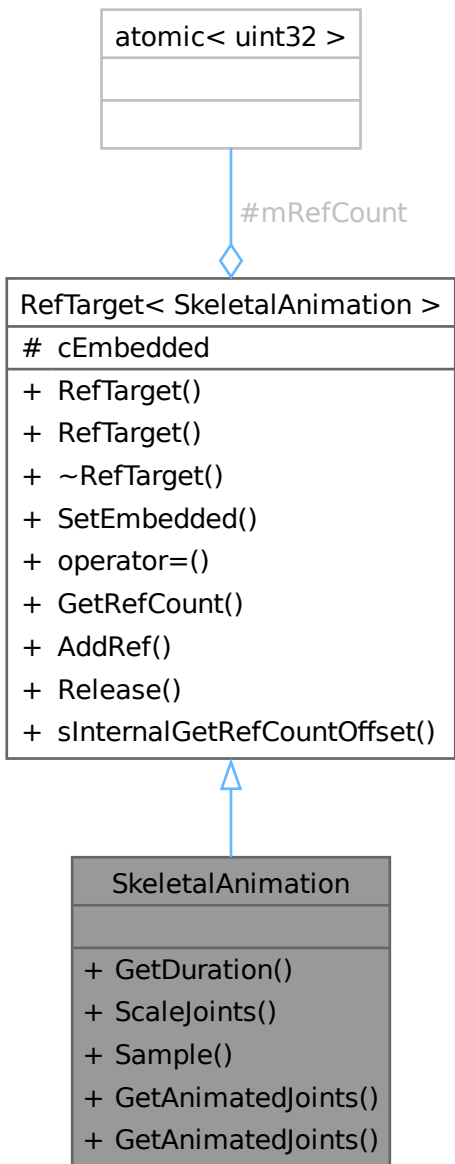 atomic< uint32 >
#mRefCount
RefTarget< SkeletalAnimation >
# cEmbedded
+ RefTarget()
+ RefTarget()
+ ~RefTarget()
+ SetEmbedded()
+ operator=()
+ GetRefCount()
+ AddRef()
+ Release()
+ sInternalGetRefCountOffset()
SkeletalAnimation
+ GetDuration()
+ ScaleJoints()
+ Sample()
+ GetAnimatedJoints()
+ GetAnimatedJoints()